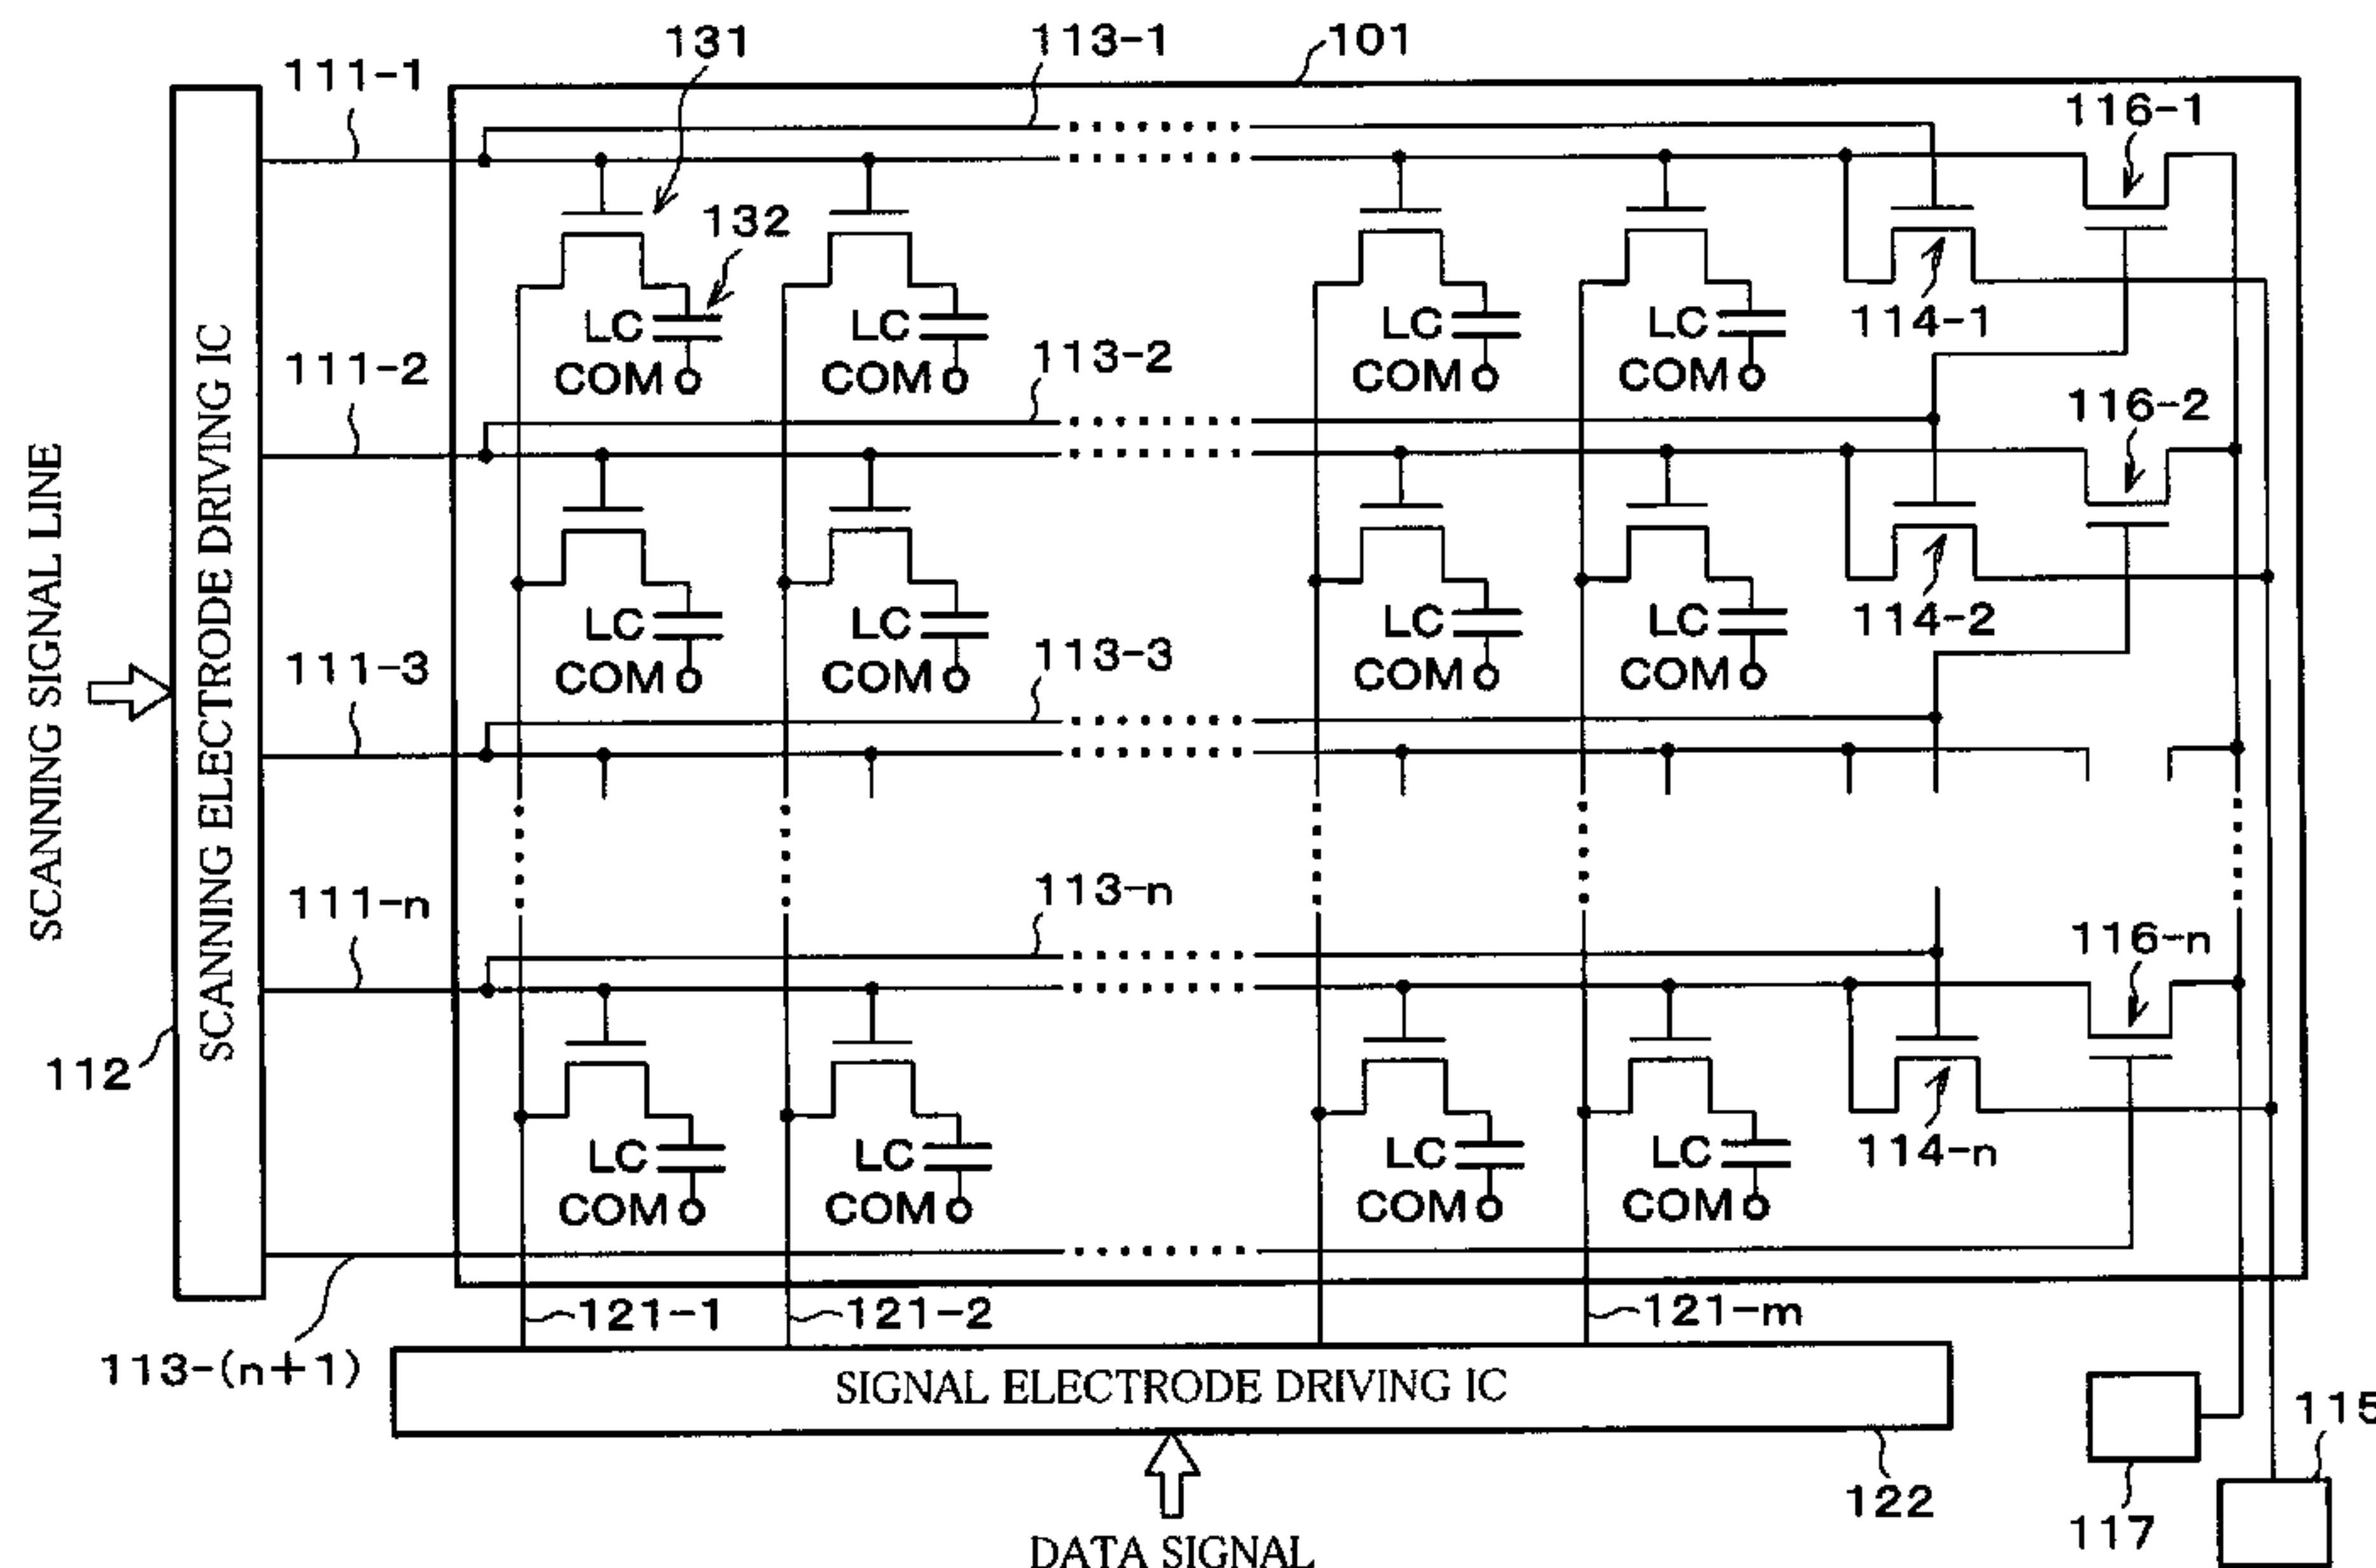 131
113-1
101
111-1
116-1
132
LC
LC
LC
LC
114-1
COM
COM
COM
COM
111-2
113-2
116-2
SCANNING SIGNAL LINE
SCANNING ELECTRODE DRIVING IC
LC
LC
LC
LC
114-2
COM
COM
COM
COM
111-3
113-3
111-n
113-n
116-n
112
LC
LC
LC
LC
114-n
COM
COM
COM
COM
121-1
121-2
121-m
113-(n+1)
SIGNAL ELECTRODE DRIVING IC
115
122
117
DATA SIGNAL